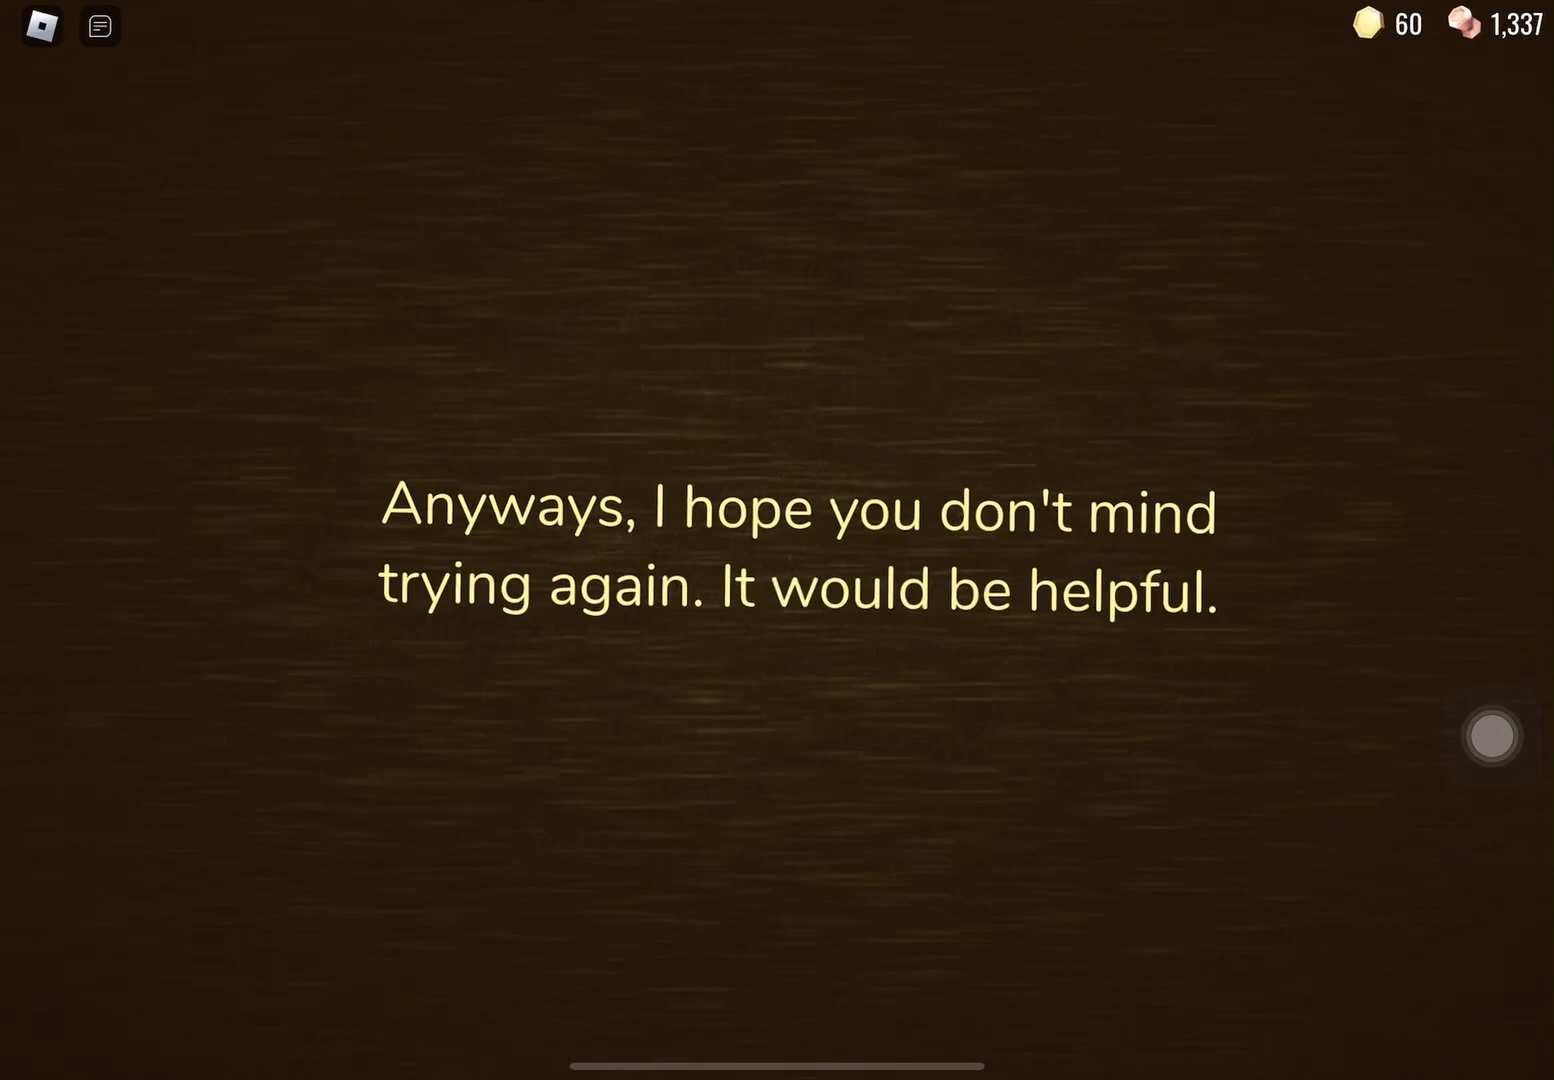 60 1,337
Anyways, I hope you don't mind
trying again. It would be helpful.